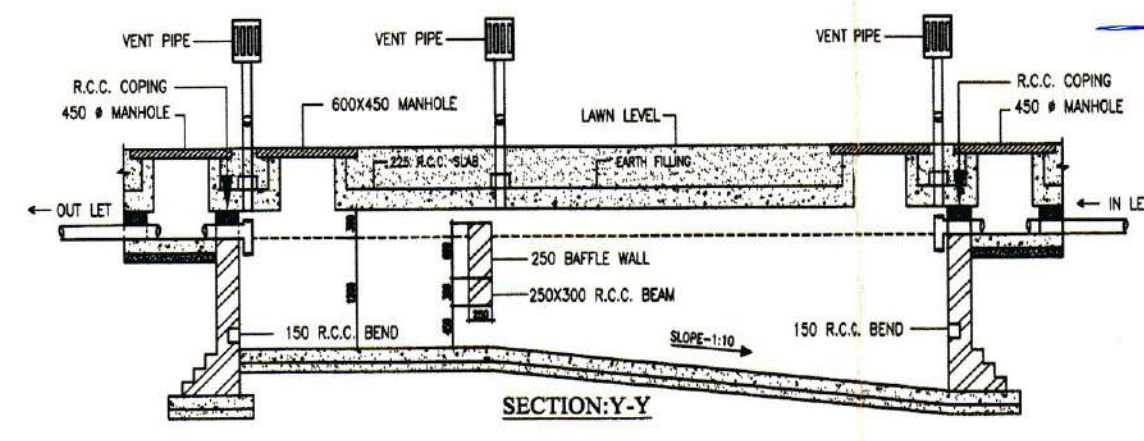 VENT PIPE
VENT PIPE
VENT PIPE
R.C.C. COPING
R.C.C. COPING
450 ø MANHOLE
600X450 MANHOLE
LAWN LEVEL
450 ø MANHOLE
225 R.C.C. SLAB
EARTH FILLING
OUT LET
IN LE
250 BAFFLE WALL
250X300 R.C.C. BEAM
250
150 R.C.C. BEND
150 R.C.C. BEND
SLOPE-1:10
SECTION:Y-Y